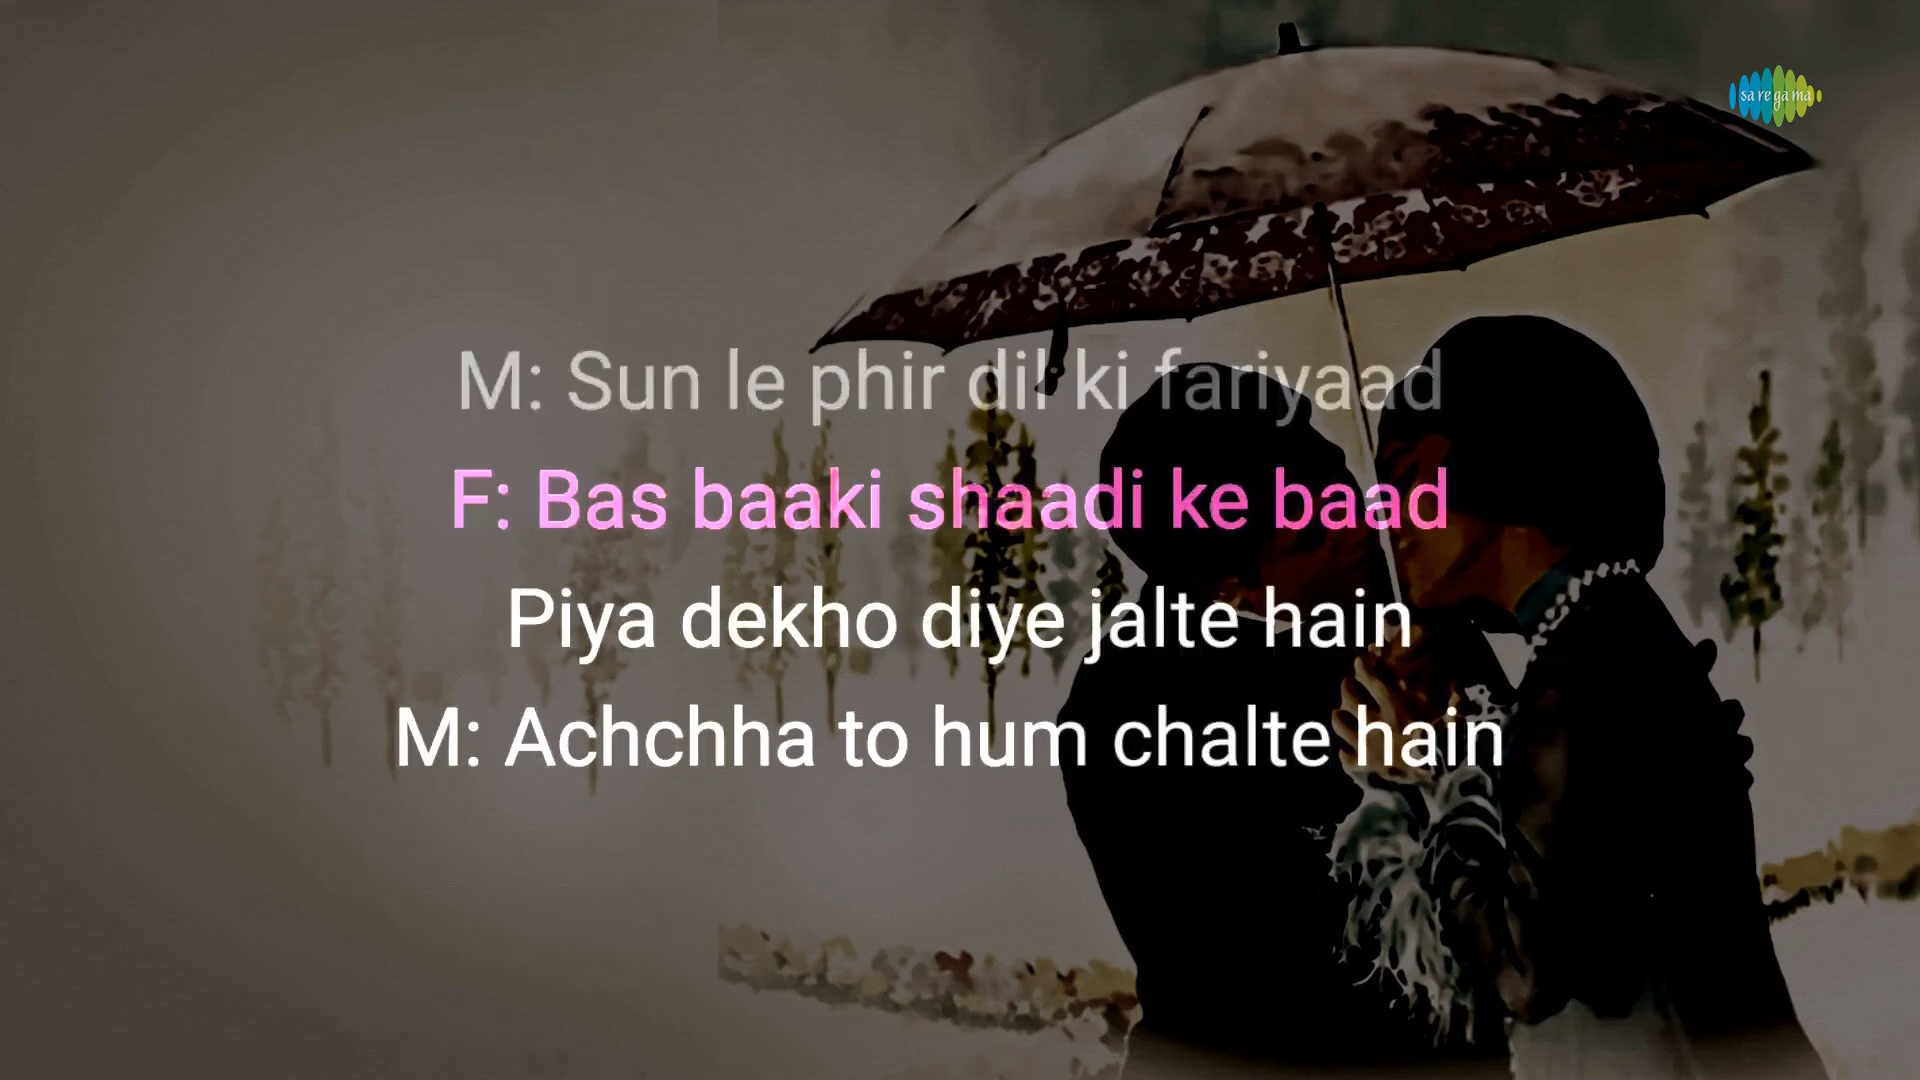 sa re ga ma
M: Sun le phir dil ki fariyaad
F: Bas baaki shaadi ke baad
Piya dekho diye jalte hain
M: Achchha to hum chalte hain